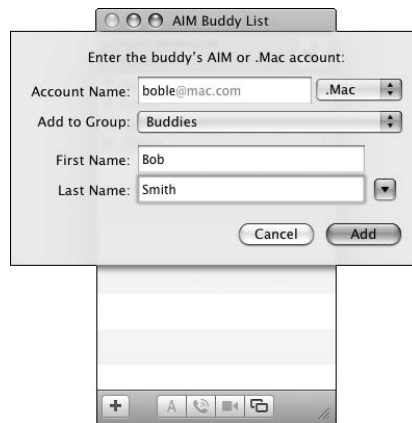 AIM Buddy List
Enter the buddy's AIM or .Mac account:
Account Name: boble@mac.com .Mac
Add to Group: Buddies
First Name: Bob
Last Name: Smith
Cancel Add
A